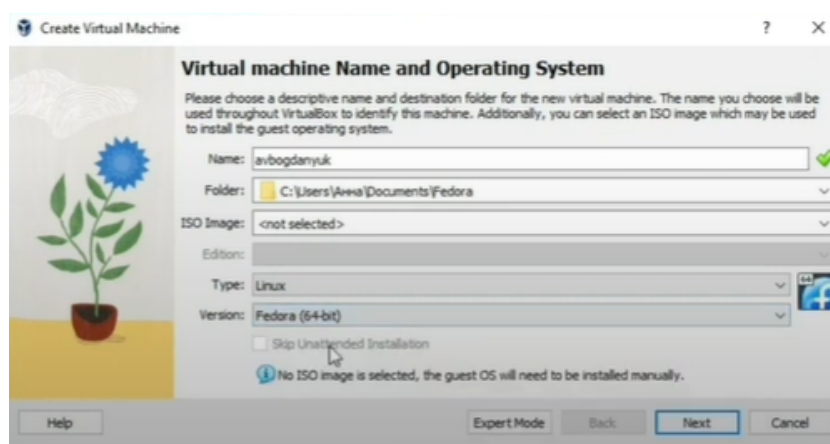 Create Virtual Machine
?
Virtual machine Name and Operating System
Please choose a descriptive name and destination folder for the new virtual machine. The name you choose will be
used throughout VirtualBox to identify this machine. Additionally, you can select an ISO image which may be used
to install the guest operating system.
Name: avbogdanyuk
Folder: C:\Users\Анна\Documents\Fedora
ISO Image: <not selected>
Edition:
Type: Linux
64
Version: Fedora (64-bit)
Skip Unattended Installation
No ISO image is selected, the guest OS will need to be installed manually.
Help Expert Mode Back Next Cancel